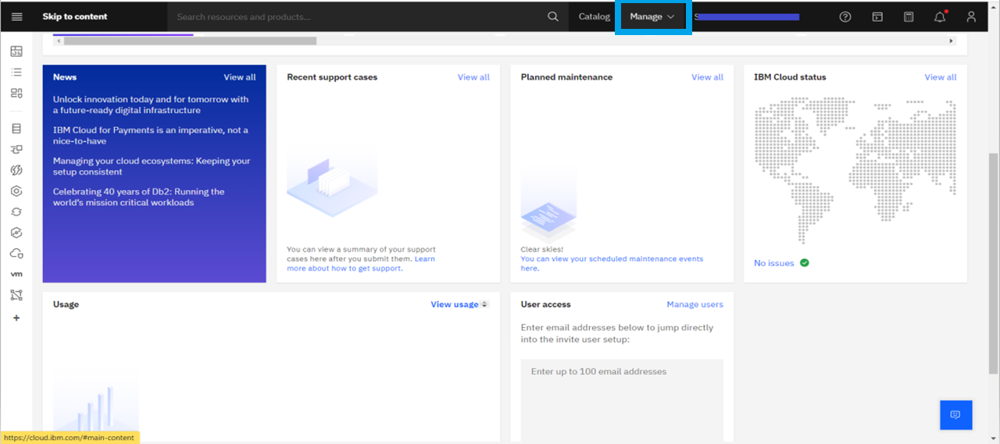 Skip to content
Search resources and products...
Catalog
Manage
S
News
View all
Unlock innovation today and for tomorrow with
a future-ready digital infrastructure
IBM Cloud for Payments is an imperative, not a
nice-to-have
Managing your cloud ecosystems: Keeping your
setup consistent
Celebrating 40 years of Db2: Running the
world's mission critical workloads
Recent support cases
View all
You can view a summary of your support
cases here after you submit them. Learn
more about how to get support.
Planned maintenance
View all
Clear skies!
You can view your scheduled maintenance events
here.
IBM Cloud status
View all
No issues
vm
Usage
View usage
User access
Manage users
Enter email addresses below to jump directly
into the invite user setup:
Enter up to 100 email addresses
https://cloud.ibm.com/#main-content